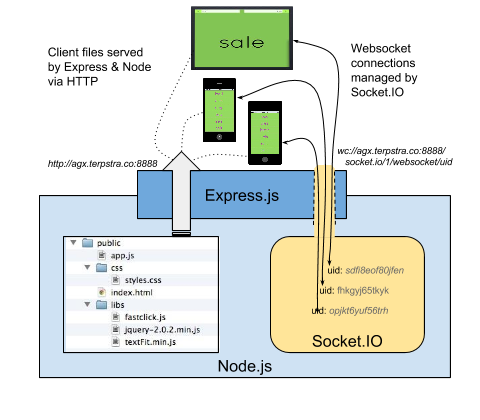 sale
Client files served
by Express & Node
via HTTP
Websocket
connections
managed by
Socket.IO
http://agx.terpstra.co:8888
wc://agx.terpstra.co:8888/
socket.io/1/websocket/uid
Express.js
public
app.js
css
styles.css
index.html
libs
fastclick.js
jquery-2.0.2.min.js
textFit.min.js
uid: sdfi8eof80jfen
uid: fhkgyj65tkyk
uid: opjkt6yuf56trh
Socket.IO
Node.js